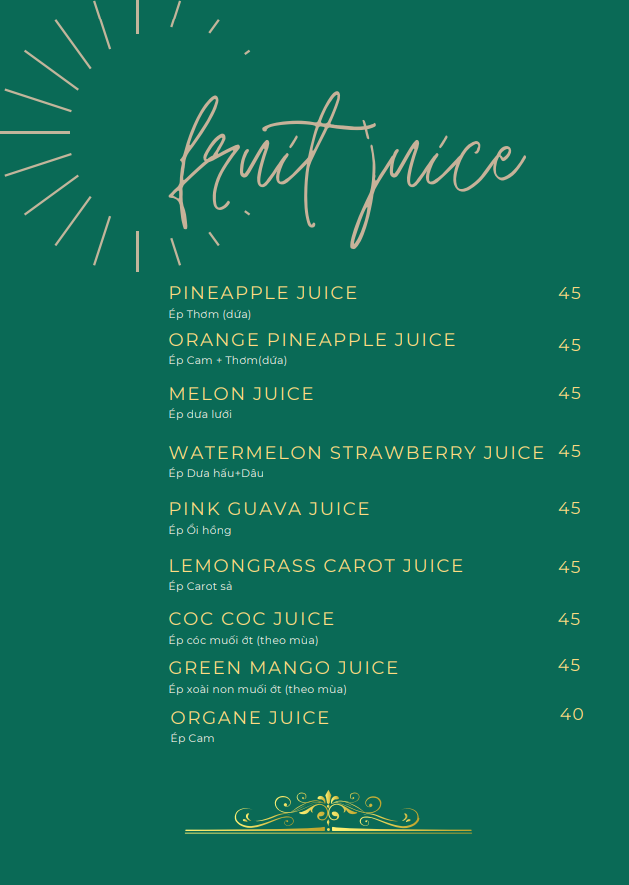 fruit juice
PINEAPPLE JUICE 45
Ép Thơm (dứa)
ORANGE PINEAPPLE JUICE 45
Ép Cam + Thơm(dứa)
MELON JUICE 45
Ép dưa lưới
WATERMELON STRAWBERRY JUICE 45
Ép Dưa hấu+Dâu
PINK GUAVA JUICE 45
Ép Ổi hồng
LEMONGRASS CAROT JUICE 45
Ép Carot sả
COC COC JUICE 45
Ép cóc muối ớt (theo mùa)
GREEN MANGO JUICE 45
Ép xoài non muối ớt (theo mùa)
ORGANE JUICE 40
Ép Cam